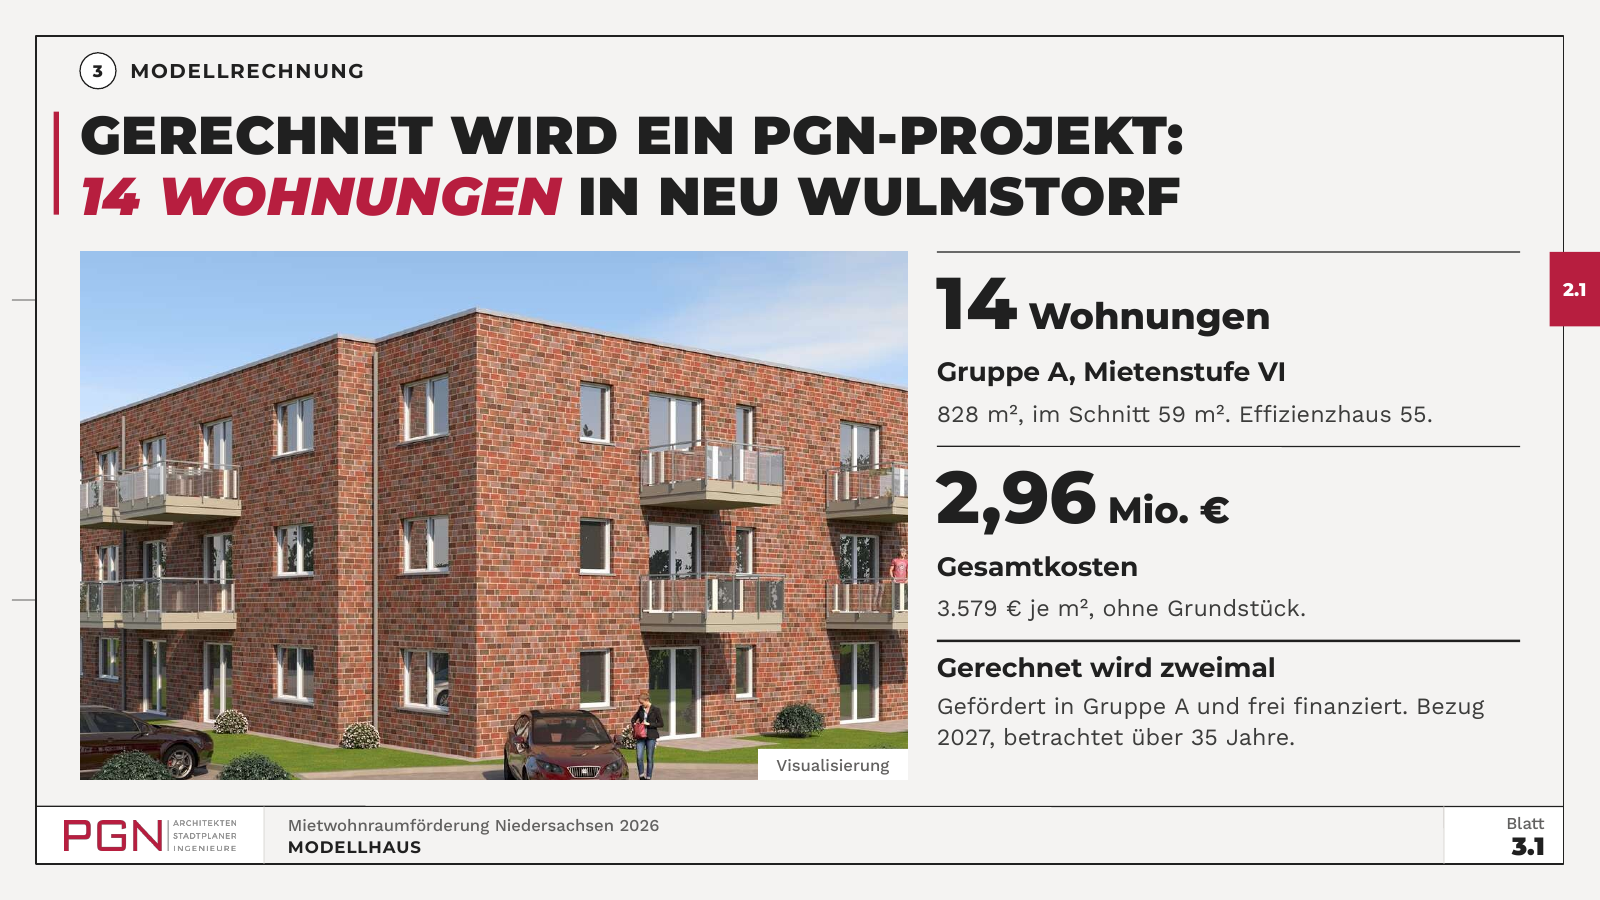 3 MODELLRECHNUNG
GERECHNET WIRD EIN PGN-PROJEKT:
14 WOHNUNGEN IN NEU WULMSTORF
14 Wohnungen
Gruppe A, Mietenstufe VI
828 m², im Schnitt 59 m². Effizienzhaus 55.
2,96 Mio. €
Gesamtkosten
3.579 € je m², ohne Grundstück.
Gerechnet wird zweimal
Gefördert in Gruppe A und frei finanziert. Bezug
2027, betrachtet über 35 Jahre.
2.1
Visualisierung
PGN
ARCHITEKTEN
STADTPLANER
INGENIEURE
Mietwohnraumförderung Niedersachsen 2026
MODELLHAUS
Blatt
3.1